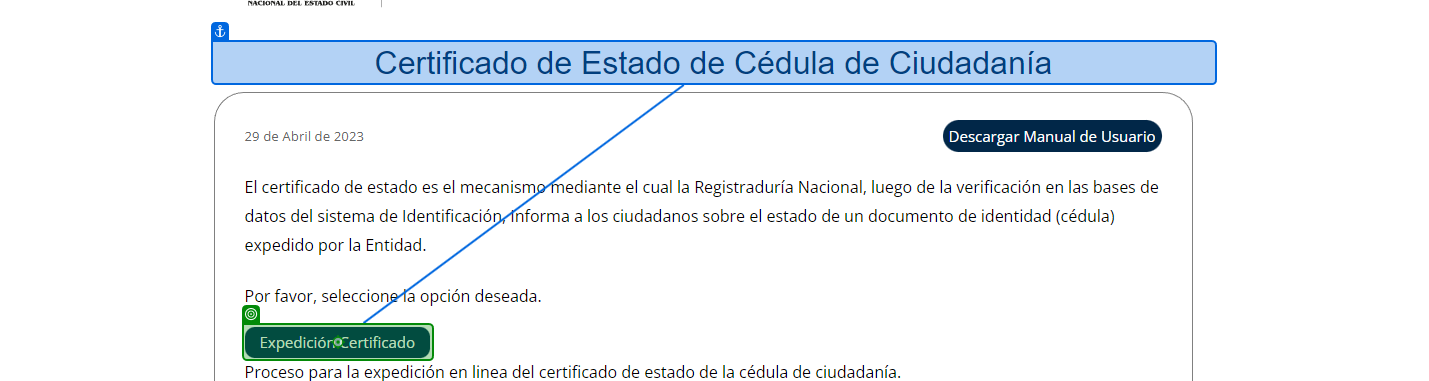 NACIONAL DEL ESTADO CIVIL
Certificado de Estado de Cédula de Ciudadanía
29 de Abril de 2023
Descargar Manual de Usuario
El certificado de estado es el mecanismo mediante el cual la Registraduría Nacional, luego de la verificación en las bases de
datos del sistema de Identificación, informa a los ciudadanos sobre el estado de un documento de identidad (cédula)
expedido por la Entidad.
Por favor, seleccione la opción deseada.
Expedición Certificado
Proceso para la expedición en linea del certificado de estado de la cédula de ciudadanía.